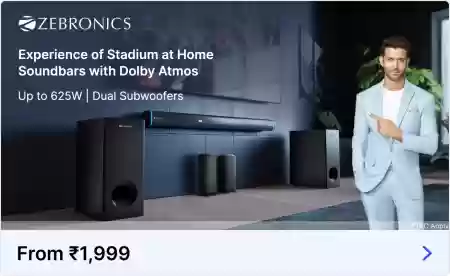 ZEBRONICS
Experience of Stadium at Home
Soundbars with Dolby Atmos
Up to 625W | Dual Subwoofers
From ₹1,999